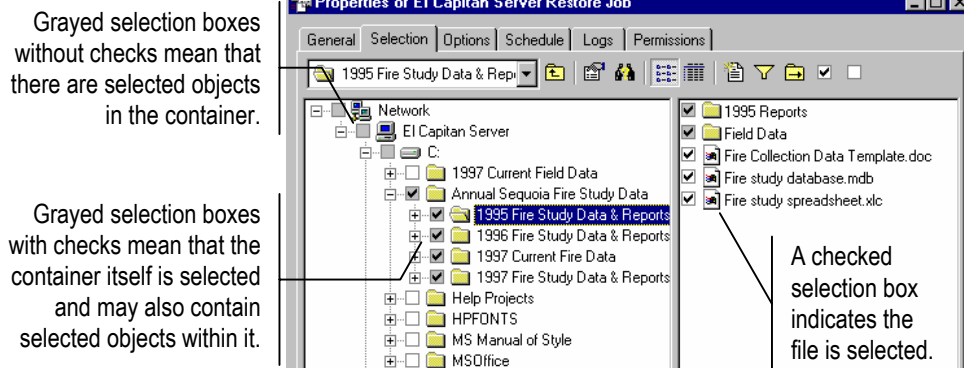 Grayed selection boxes
without checks mean that
there are selected objects
in the container.
Grayed selection boxes
with checks mean that the
container itself is selected
and may also contain
selected objects within it.
Properties of El Capitan Server Restore Job
General Selection Options Schedule Logs Permissions
1995 Fire Study Data & Rep
Network
El Capitan Server
C:
1997 Current Field Data
Annual Sequoia Fire Study Data
1995 Fire Study Data & Reports
1996 Fire Study Data & Reports
1997 Current Fire Data
1997 Fire Study Data & Reports
Help Projects
HPFONTS
MS Manual of Style
MSOffice
1995 Reports
Field Data
Fire Collection Data Template.doc
Fire study database.mdb
Fire study spreadsheet.xlc
A checked
selection box
indicates the
file is selected.